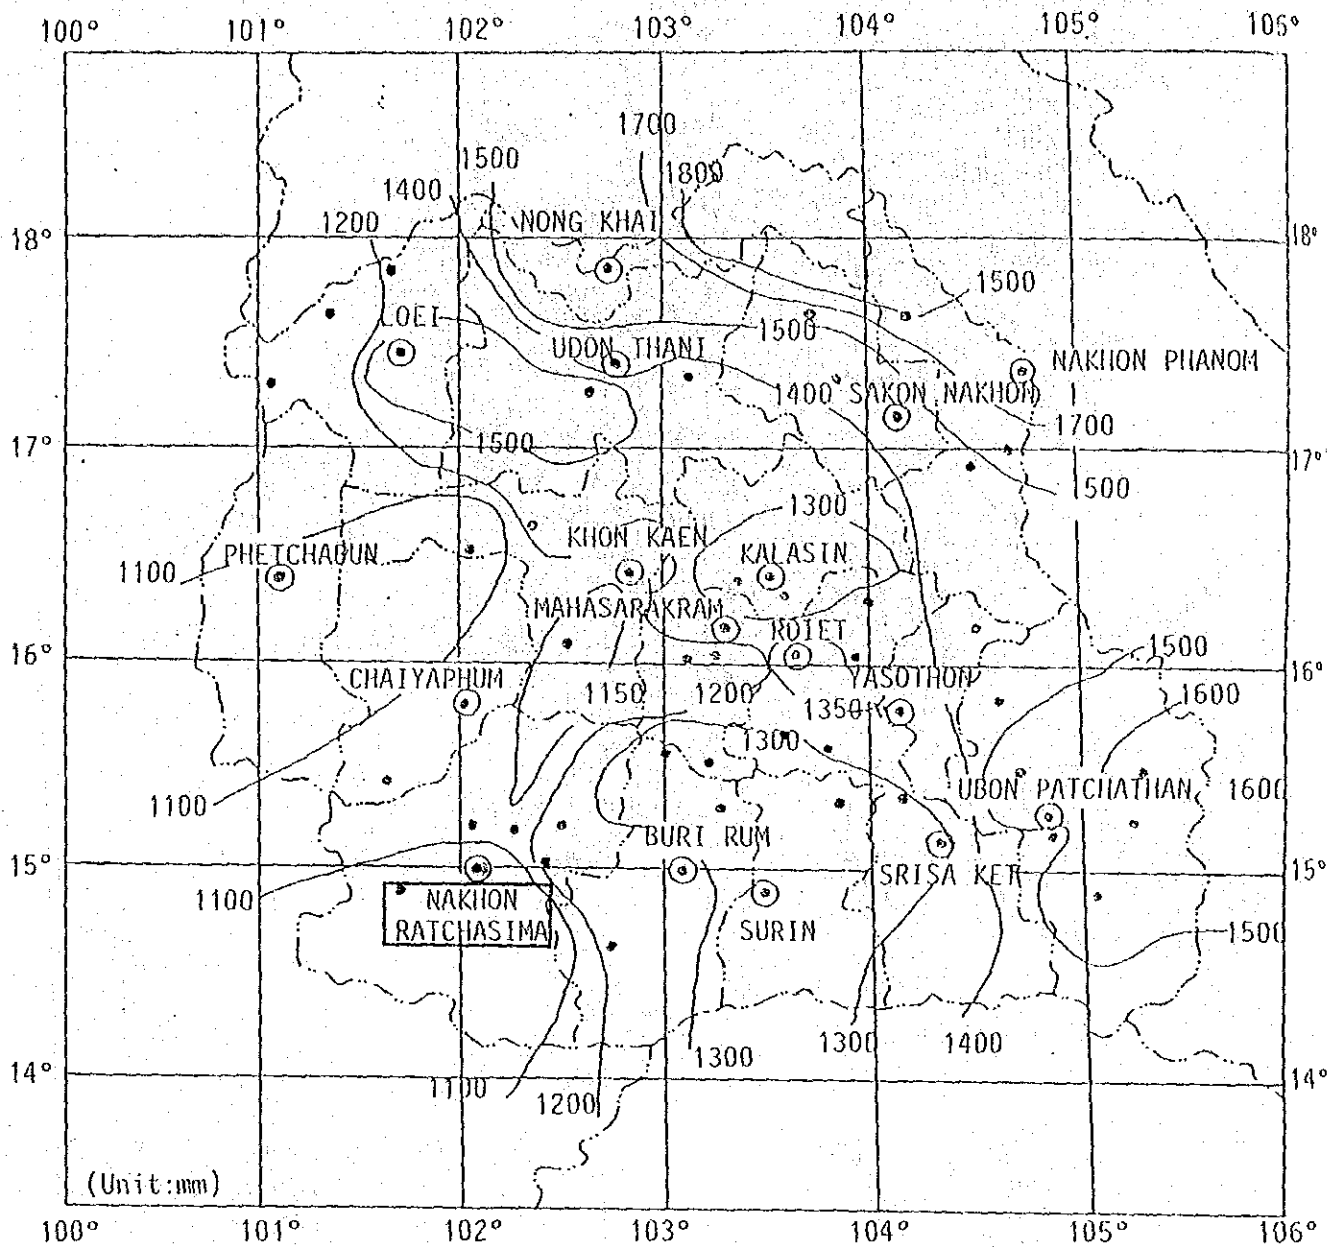 100° 101° 102° 103° 104° 105° 106°
1700
1500
1800
1400
1200
NONG KHAI
18° 18°
1500
LOEI
1500
UDON THANI
NAKHON PHANOM
1400 SAKON NAKHON
1700
1500
17° 17°
1500
1300
KHON KAEN
PHETCHABUN
KALASIN
1100
MAHASARAKRAM
ROIET
16° 16°
1500
CHAIYAPHUM
1150 1200
YASOTHON
1600
1350
1300
1100
UBON PATCHATHAN
1600
BURI RUM
15° 15°
SRISA KET
1100
NAKHON
RATCHASIMA
SURIN
1500
1300
1300
1400
14° 14°
1100
1200
(Unit:mm)
100° 101° 102° 103° 104° 105° 106°